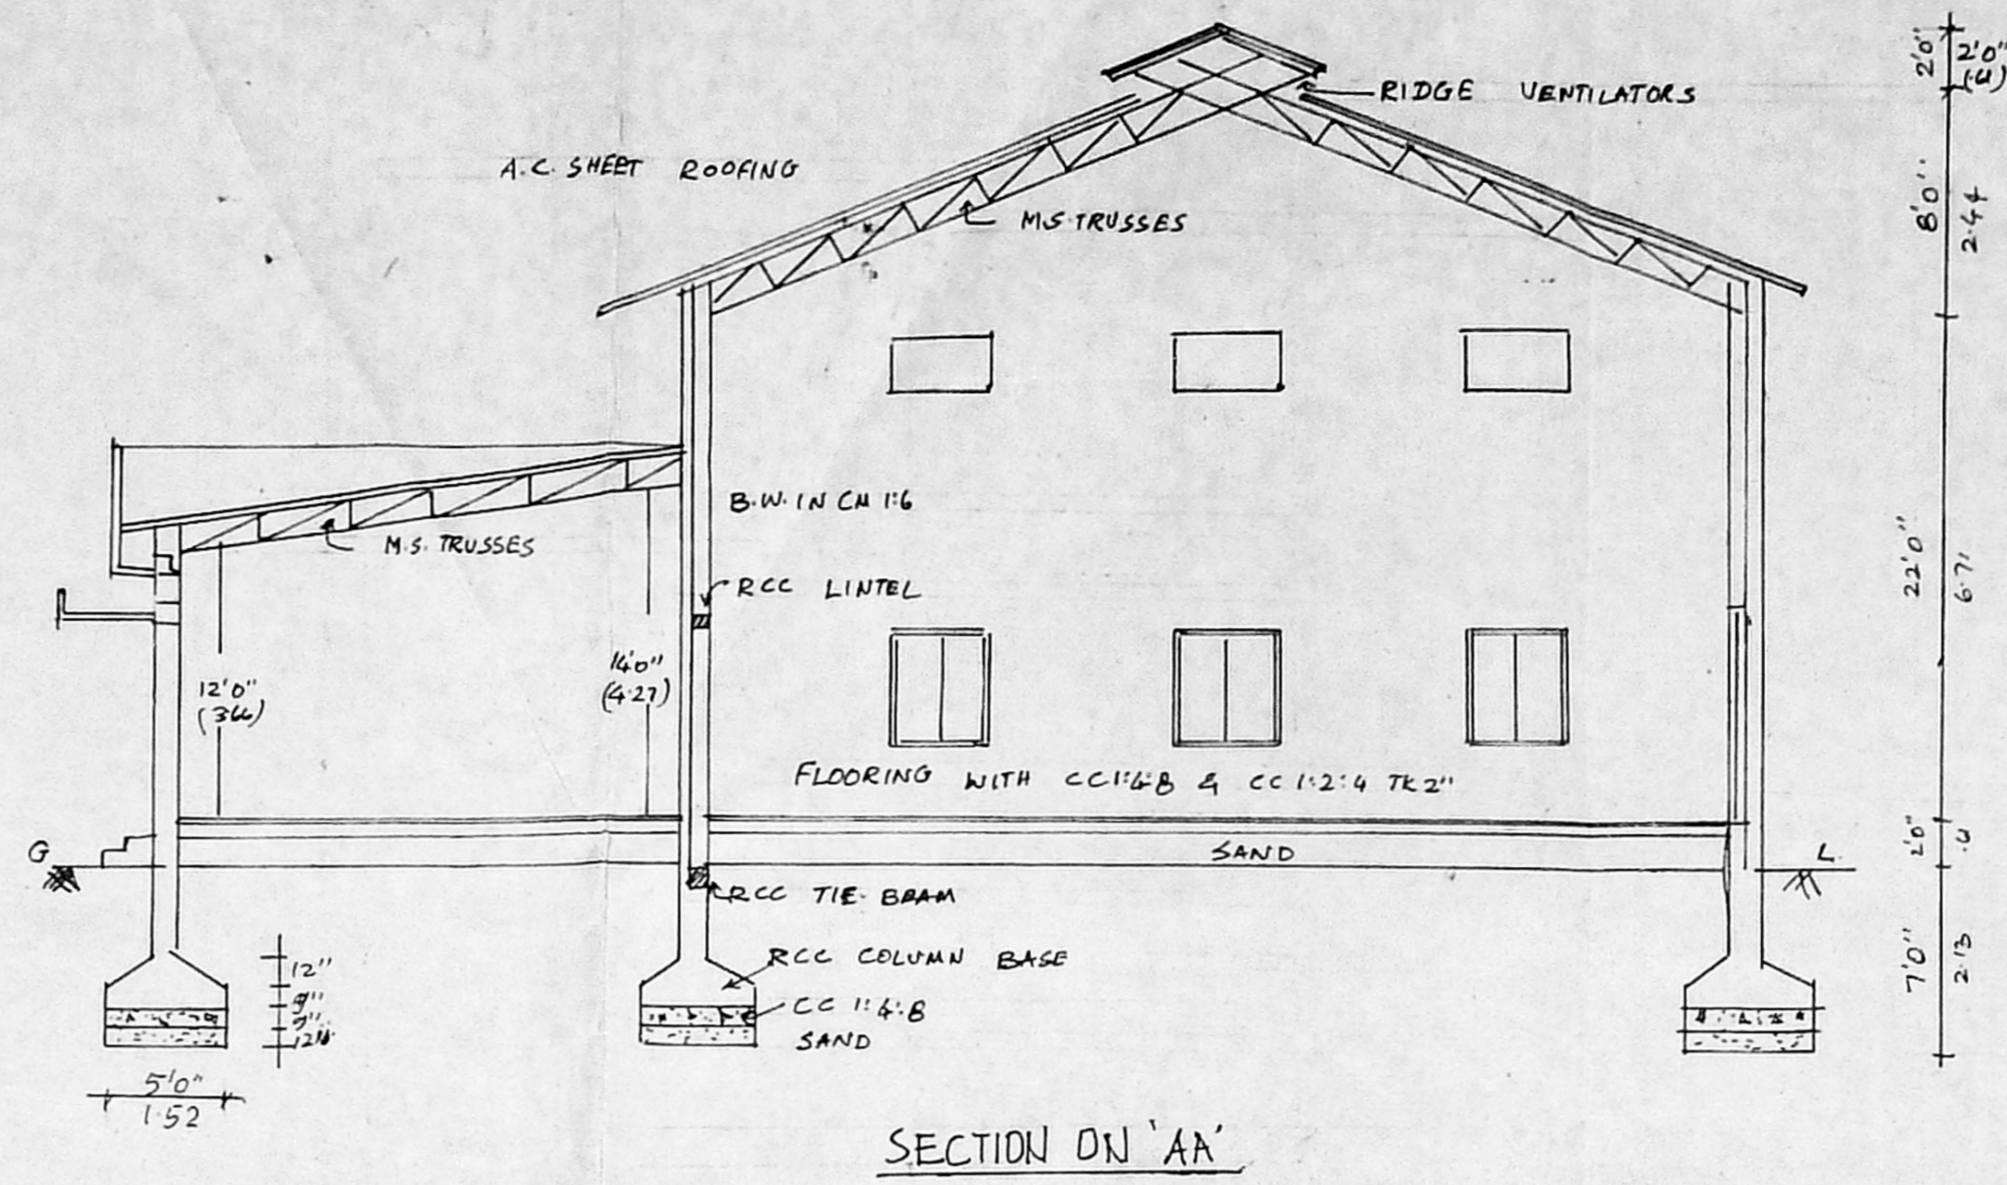 2'0"
2'0"
RIDGE VENTILATORS
A.C. SHEET ROOFING
M.S. TRUSSES
8'0"
2.44
B.W. IN CM 1:6
M.S. TRUSSES
RCC LINTEL
22'0"
6.71
12'0"
14'0"
(4.27)
FLOORING WITH CC 1:4:8 & CC 1:2:4 TK 2"
G
SAND
L
2'0"
RCC TIE BEAM
RCC COLUMN BASE
7'0"
2.13
12"
9"
9"
CC 1:4:8
SAND
5'0"
1.52
SECTION ON 'AA'